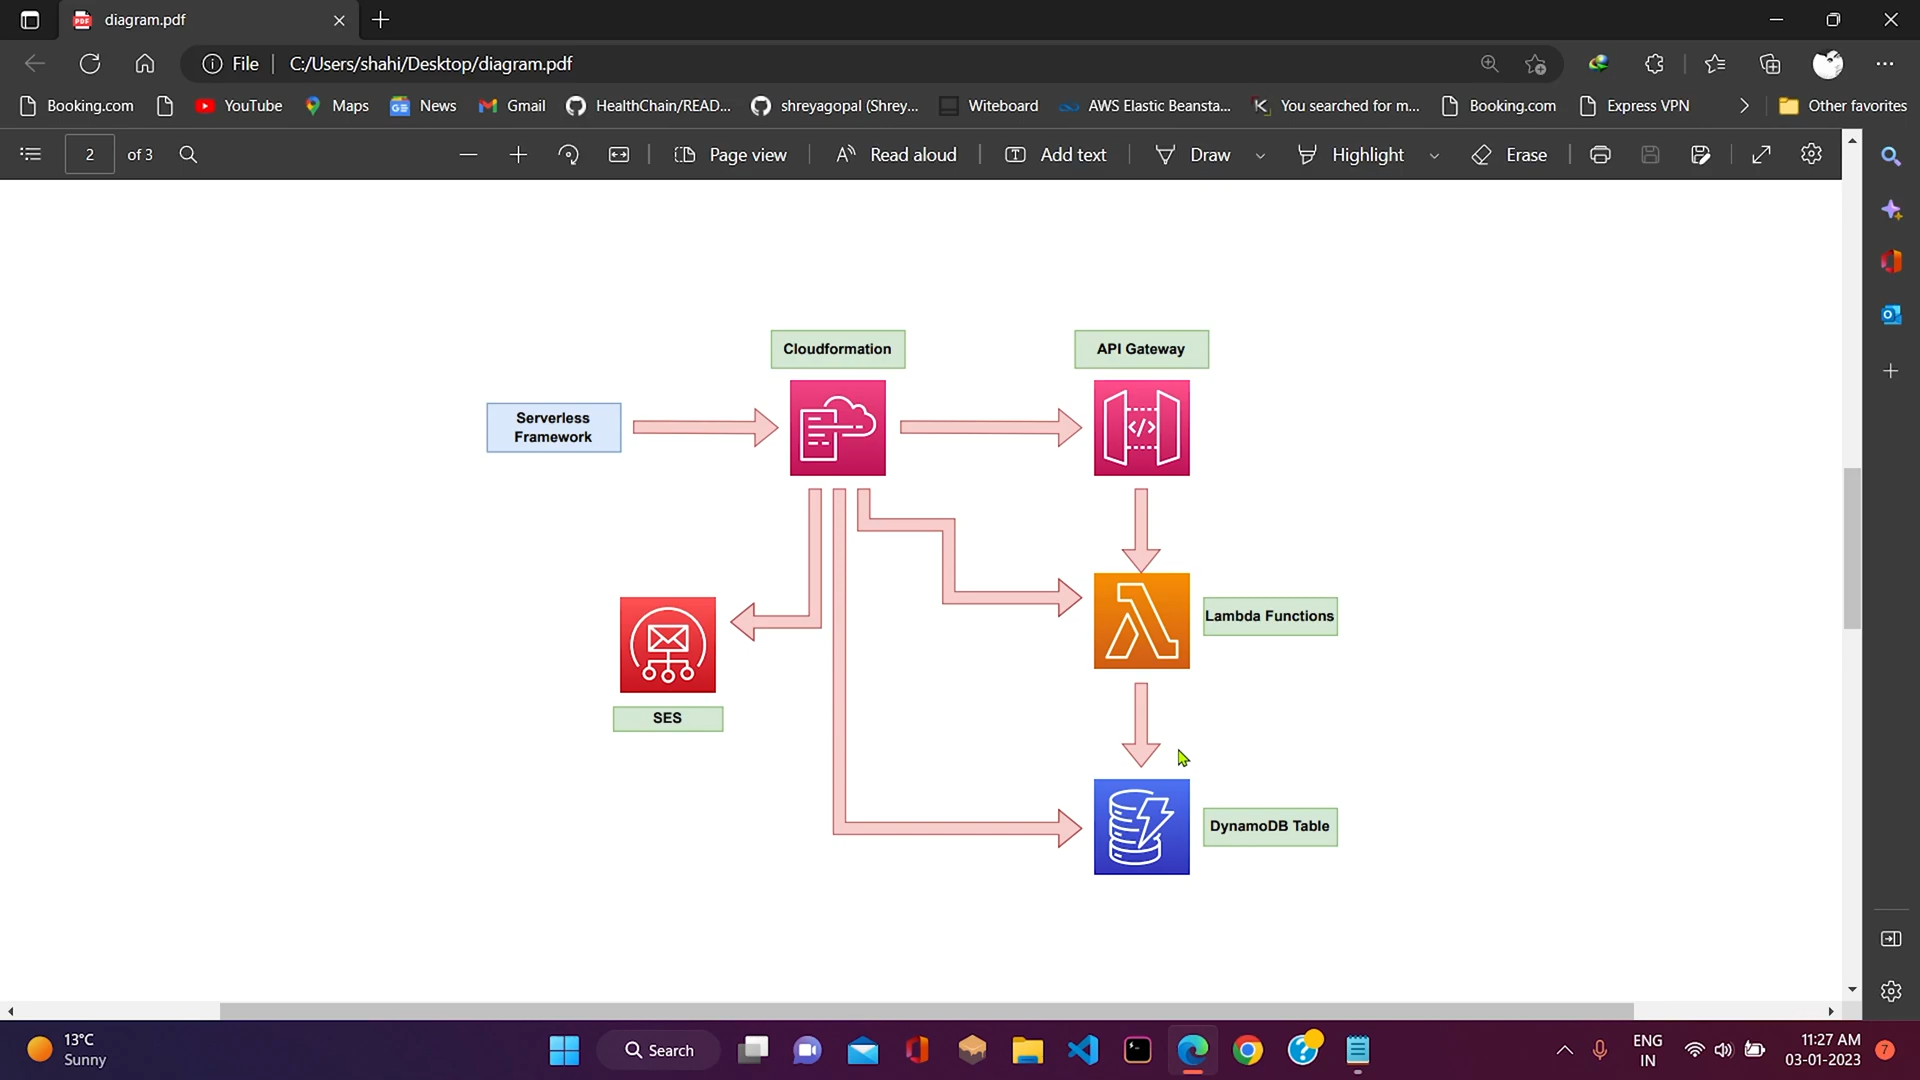 diagram.pdf
File
C:/Users/shahi/Desktop/diagram.pdf
Booking.com
YouTube
Maps
News
Gmail
HealthChain/READ...
shreyagopal (Shrey...
Witeboard
AWS Elastic Beansta...
You searched for m...
Booking.com
Express VPN
Other favorites
2 of 3
Page view
Read aloud
Add text
Draw
Highlight
Erase
Cloudformation
API Gateway
Serverless
Framework
</>
Lambda Functions
SES
DynamoDB Table
13°C
Sunny
Search
ENG
IN
11:27 AM
03-01-2023
7